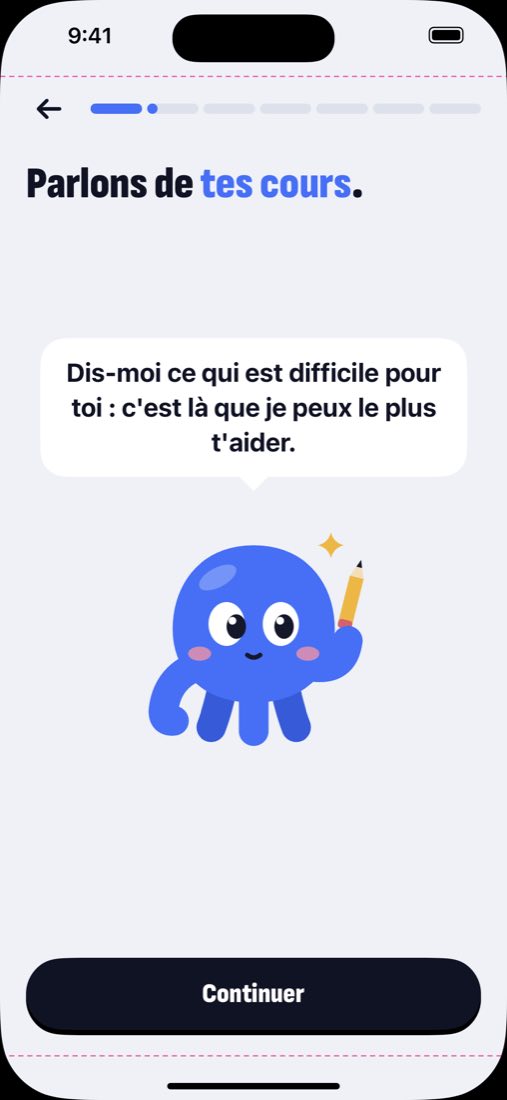 9:41
Parlons de tes cours.
Dis-moi ce qui est difficile pour
toi : c'est là que je peux le plus
t'aider.
Continuer